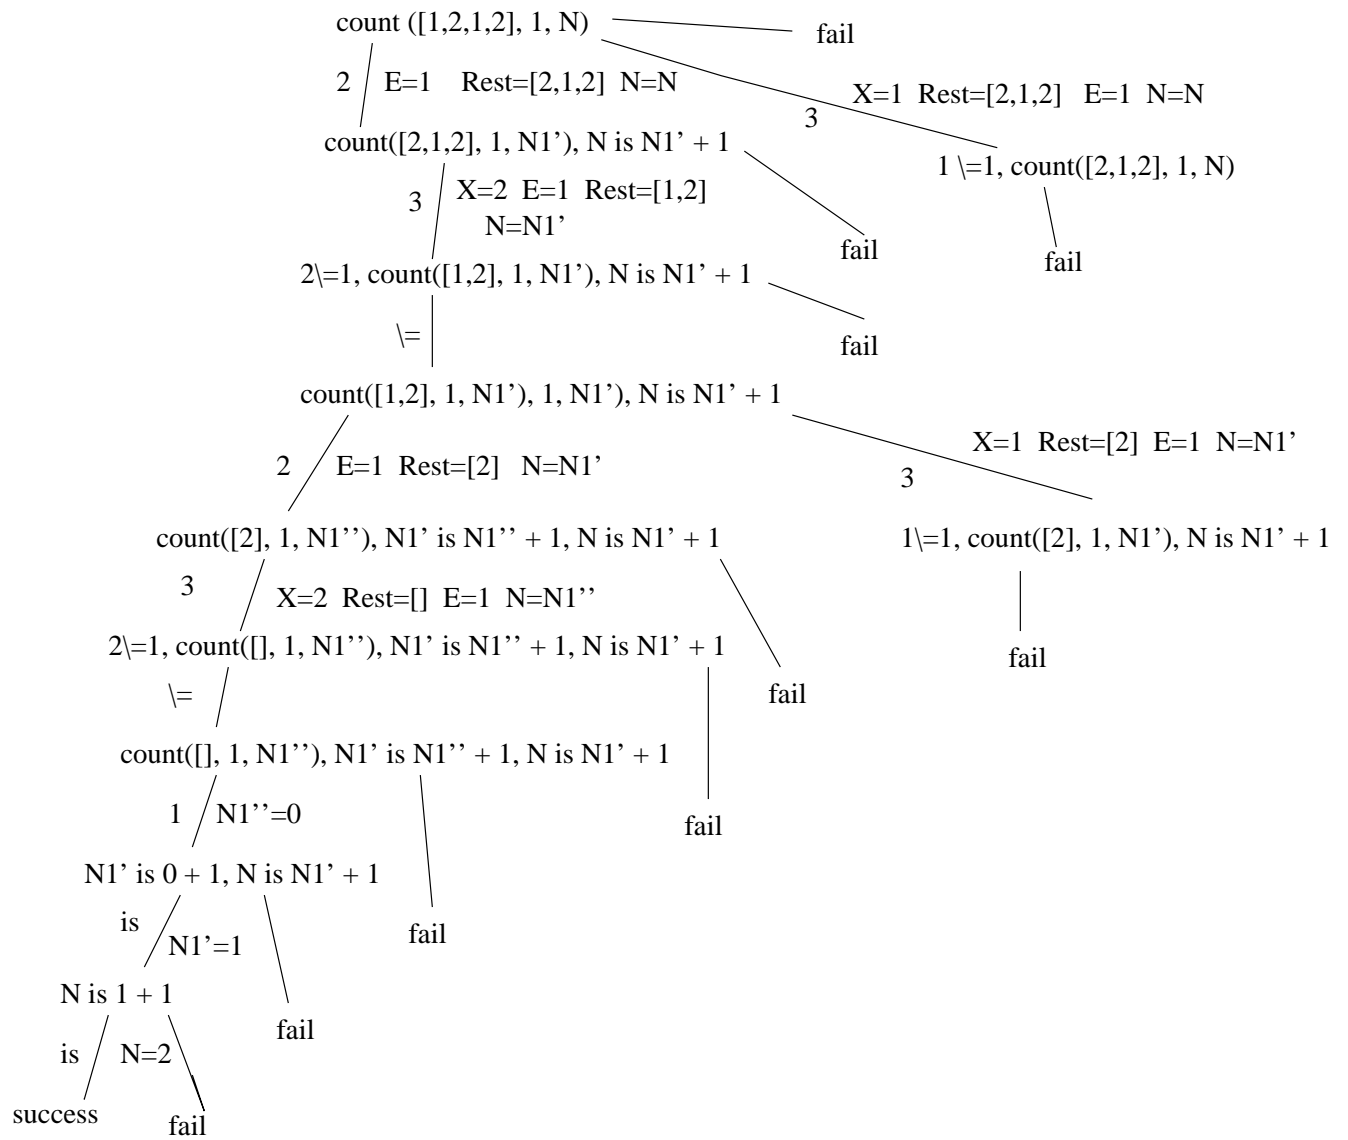 count ([1,2,1,2], 1, N)
fail
2 E=1 Rest=[2,1,2] N=N
X=1 Rest=[2,1,2] E=1 N=N
3
count([2,1,2], 1, N1’), N is N1’ + 1
1 \=1, count([2,1,2], 1, N)
3 X=2 E=1 Rest=[1,2]
N=N1’
fail
fail
2\=1, count([1,2], 1, N1’), N is N1’ + 1
\=
fail
count([1,2], 1, N1’), 1, N1’), N is N1’ + 1
X=1 Rest=[2] E=1 N=N1’
2 E=1 Rest=[2] N=N1’
3
count([2], 1, N1’’), N1’ is N1’’ + 1, N is N1’ + 1
1\=1, count([2], 1, N1’), N is N1’ + 1
3 X=2 Rest=[] E=1 N=N1’’
2\=1, count([], 1, N1’’), N1’ is N1’’ + 1, N is N1’ + 1
fail
\=
fail
count([], 1, N1’’), N1’ is N1’’ + 1, N is N1’ + 1
1 N1’’=0
fail
N1’ is 0 + 1, N is N1’ + 1
is N1’=1
fail
N is 1 + 1
fail
is N=2
success
fail